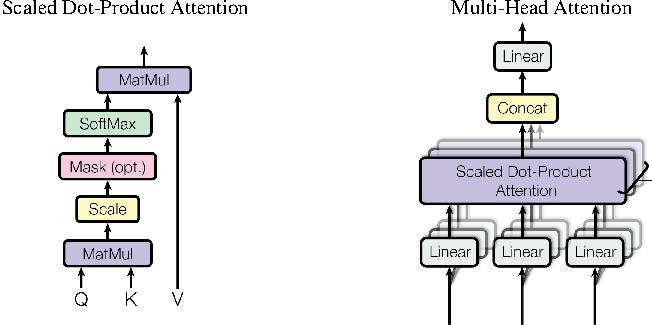 Scaled Dot-Product Attention
MatMul
SoftMax
Mask (opt.)
Scale
MatMul
Q K V
Multi-Head Attention
Linear
Concat
Scaled Dot-Product
Attention
Linear Linear Linear